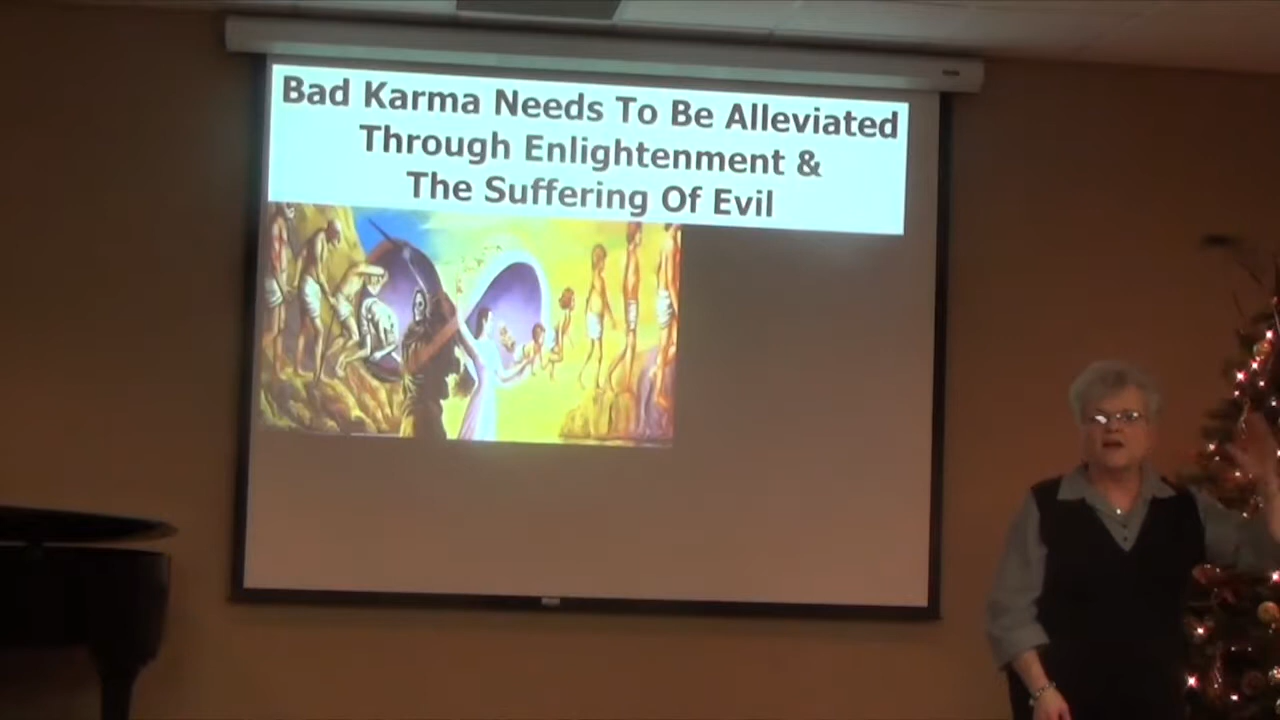 Bad Karma Needs To Be Alleviated
Through Enlightenment &
The Suffering Of Evil